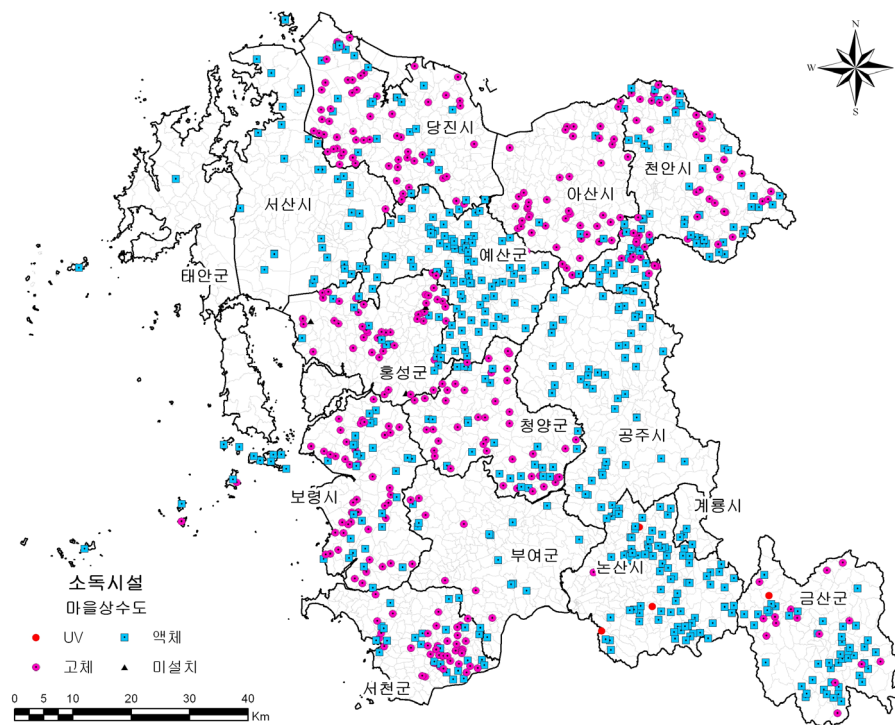 N
W
E
S
당진시
천안시
아산시
서산시
예산군
태안군
홍성군
청양군
공주시
보령시
계룡시
부여군
논산시
금산군
서천군
소독시설
마을상수도
UV 액체
고체 미설치
0 5 10 20 30 40
Km